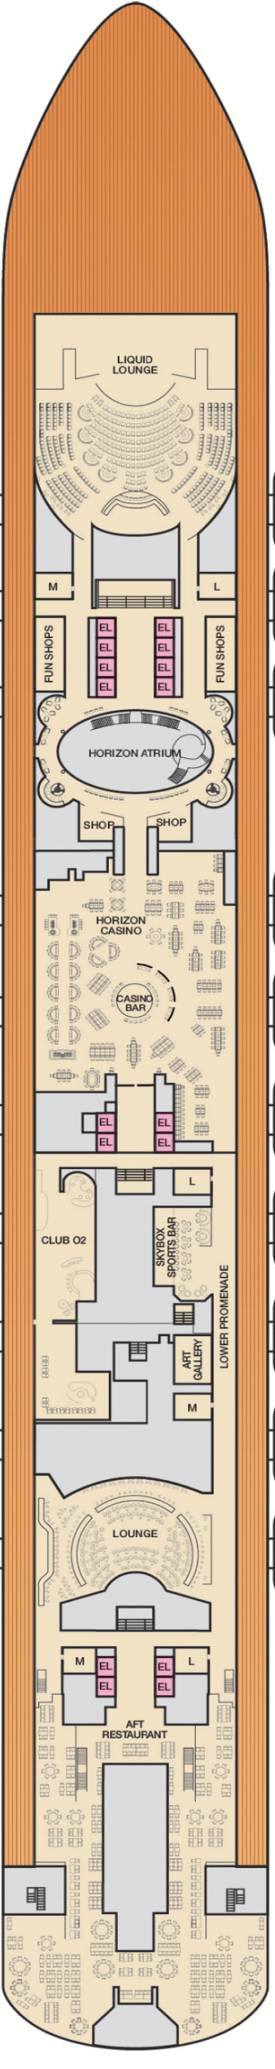 LIQUID
LOUNGE
M
L
FUN SHOPS
EL
EL
EL
EL
EL
EL
EL
EL
FUN SHOPS
HORIZON ATRIUM
SHOP
SHOP
HORIZON
CASINO
CASINO
BAR
EL
EL
EL
EL
L
CLUB O2
SKYBOX
SPORTS BAR
LOWER PROMENADE
ART
GALLERY
M
LOUNGE
M
EL
EL
L
EL
EL
AFT
RESTAURANT